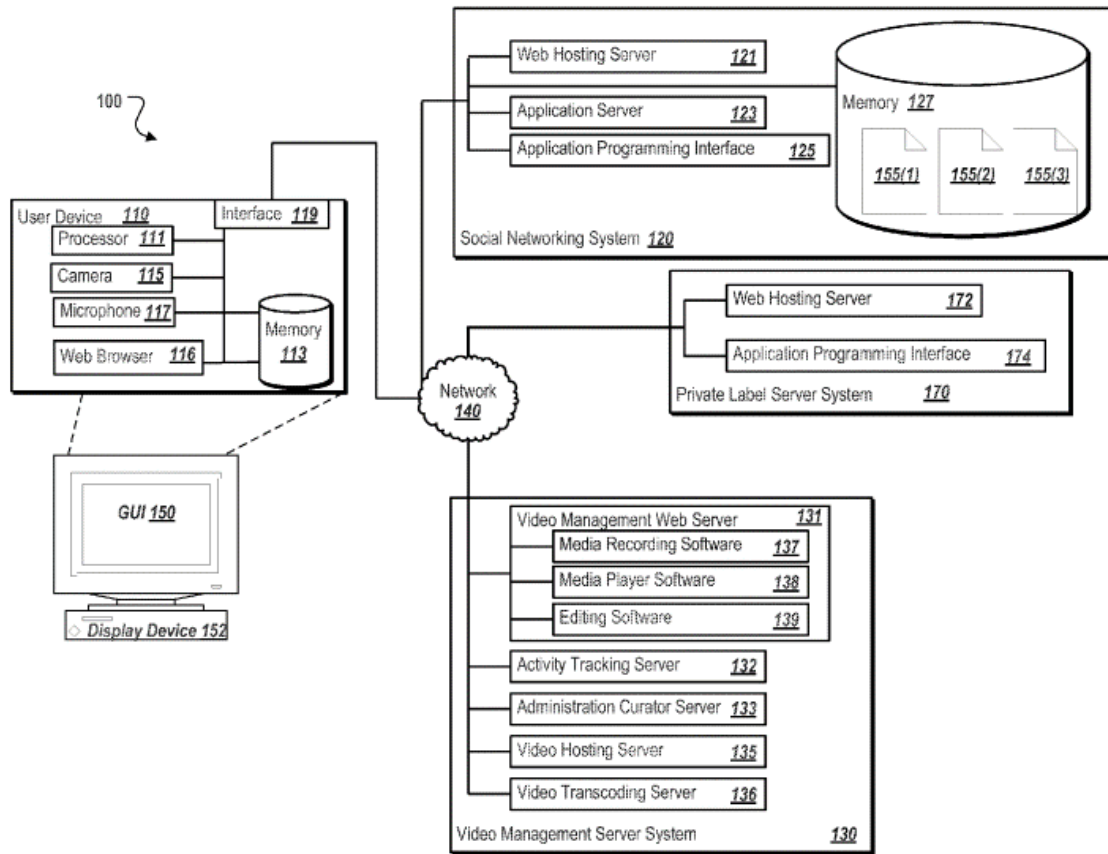 100
User Device 110
Interface 119
Processor 111
Camera 115
Microphone 117
Web Browser 116
Memory
113
GUI 150
Display Device 152
Web Hosting Server 121
Application Server 123
Application Programming Interface 125
Memory 127
155(1) 155(2) 155(3)
Social Networking System 120
Web Hosting Server 172
Application Programming Interface 174
Private Label Server System 170
Network
140
Video Management Web Server 131
Media Recording Software 137
Media Player Software 138
Editing Software 139
Activity Tracking Server 132
Administration Curator Server 133
Video Hosting Server 135
Video Transcoding Server 136
Video Management Server System 130